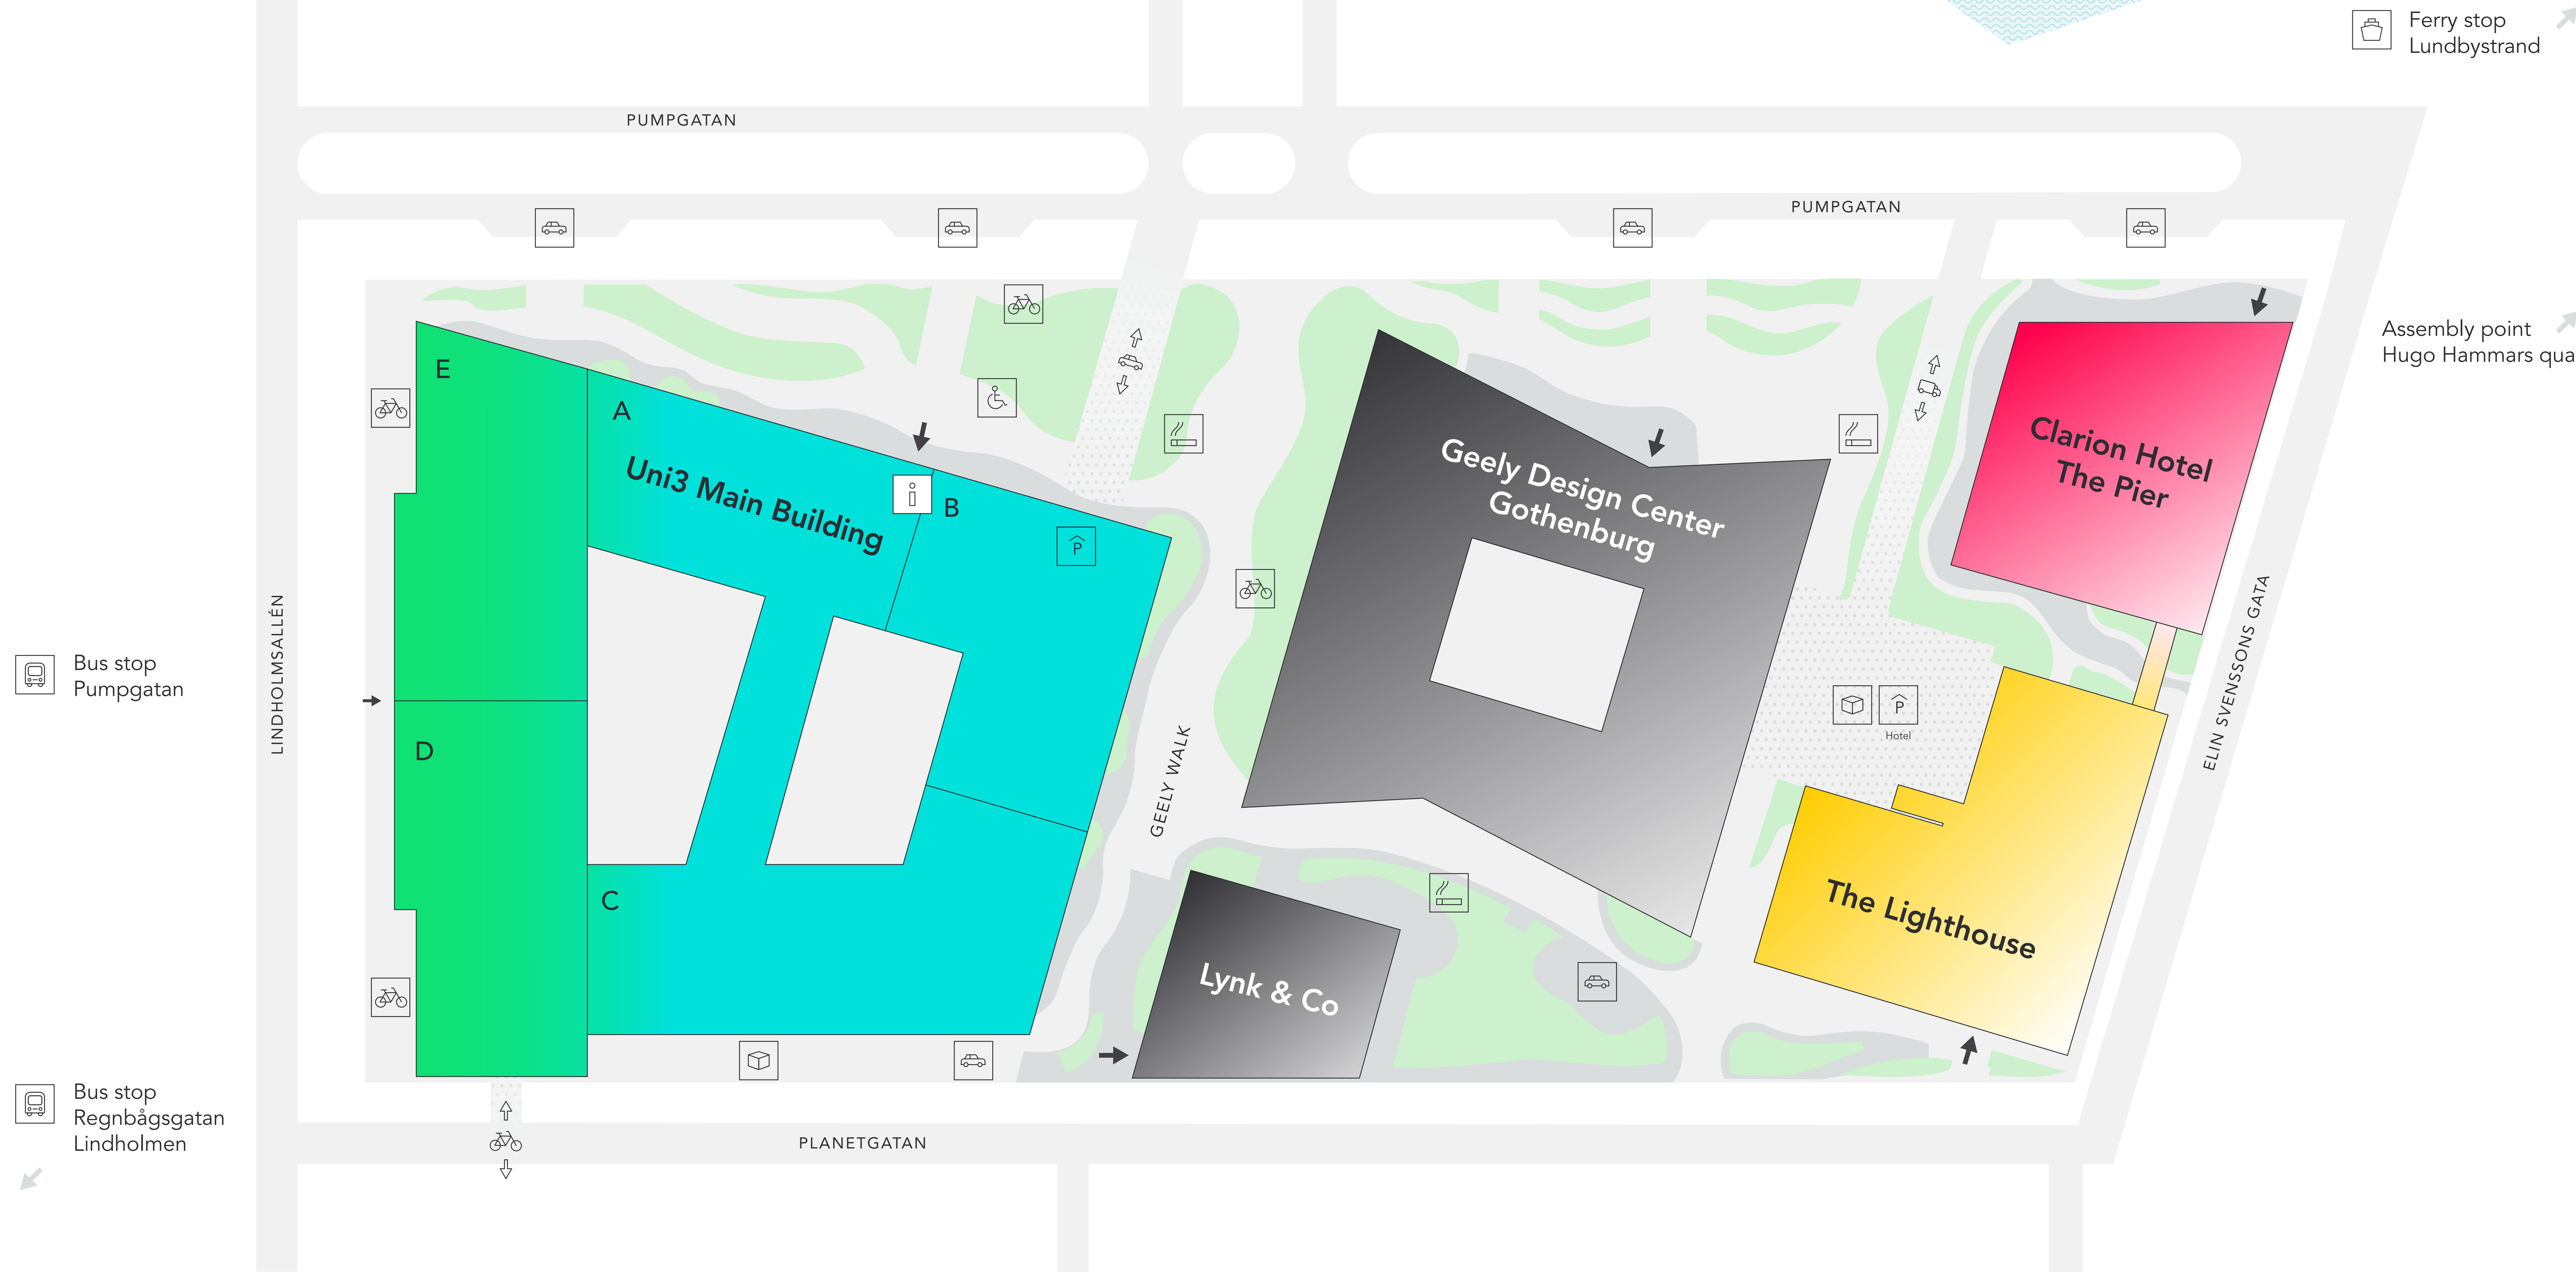 Ferry stop
Lundbystrand
PUMPGATAN
PUMPGATAN
Assembly point
Hugo Hammars qua
E
A
Uni3 Main Building
B
P
Geely Design Center
Gothenburg
Clarion Hotel
The Pier
Bus stop
Pumpgatan
LINDHOLMSALLÉN
D
GEELY WALK
P
Hotel
ELIN SVENSSONS GATA
C
Lynk & Co
The Lighthouse
Bus stop
Regnbågsgatan
Lindholmen
PLANETGATAN